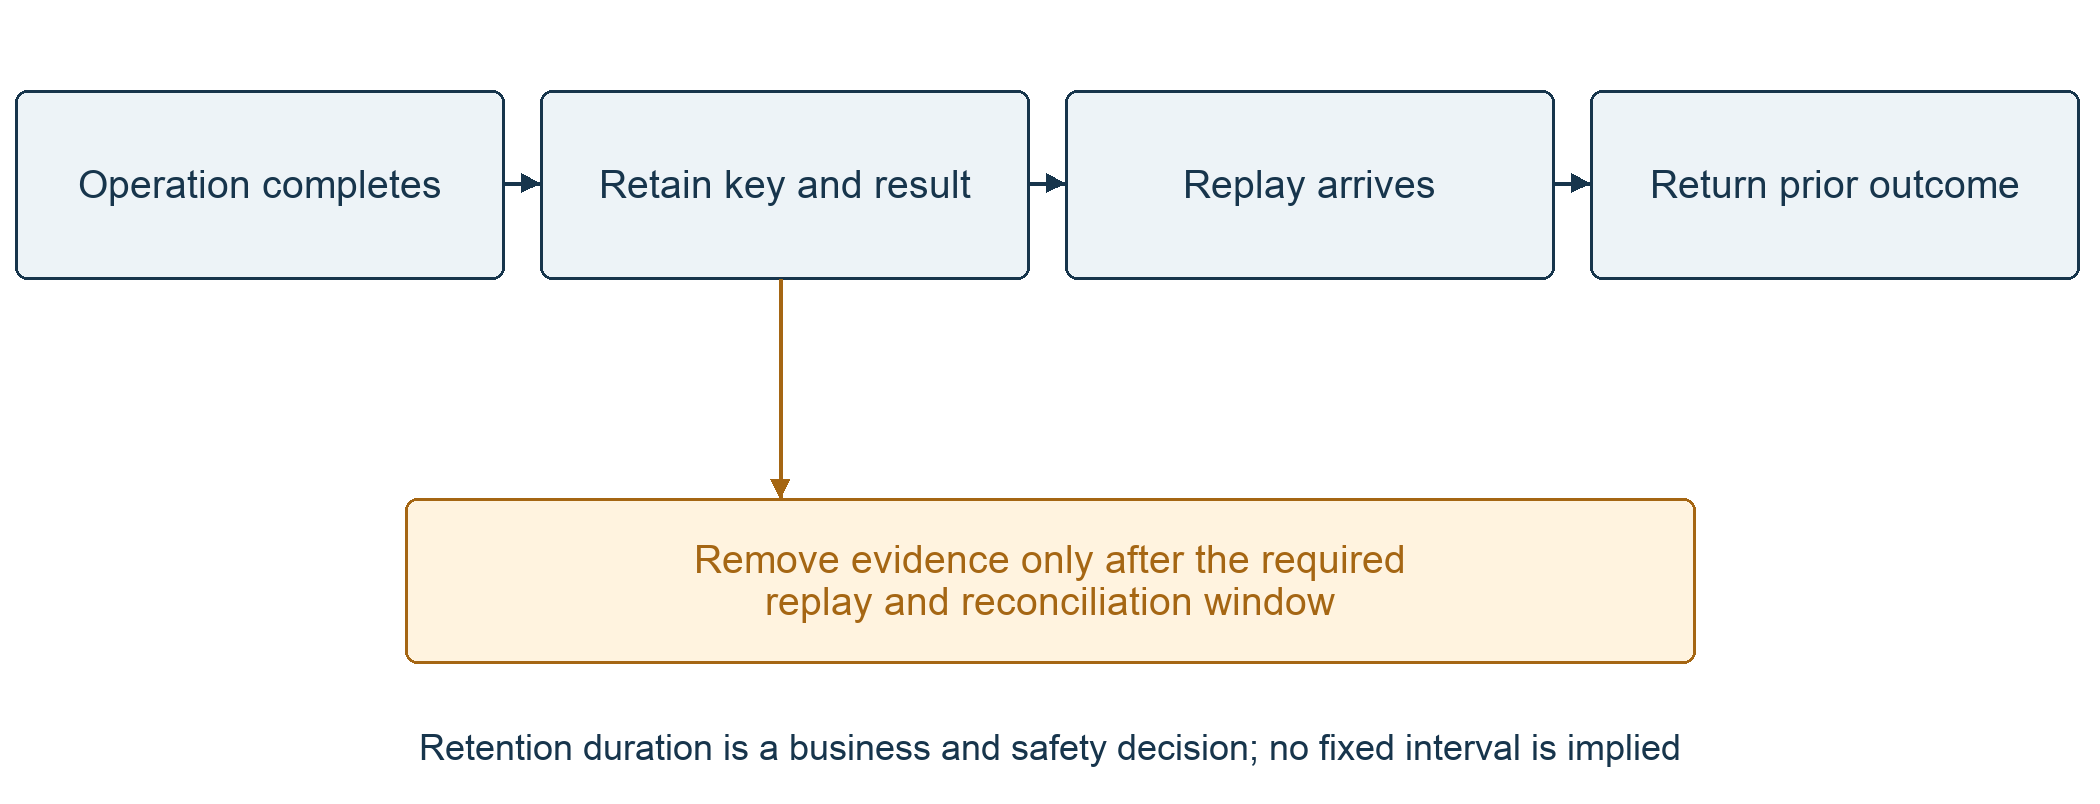 Operation completes
Retain key and result
Replay arrives
Return prior outcome
Remove evidence only after the required
replay and reconciliation window
Retention duration is a business and safety decision; no fixed interval is implied